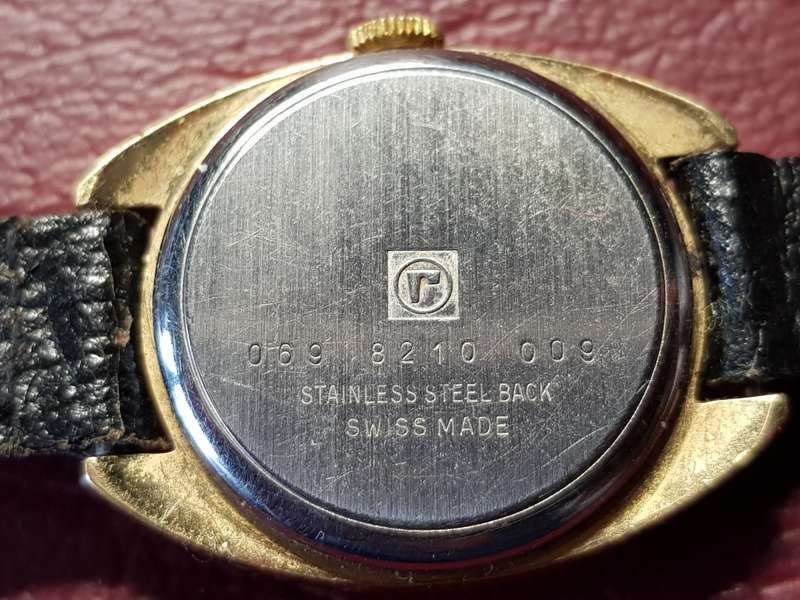 r
069 8210 009
STAINLESS STEEL BACK
SWISS MADE